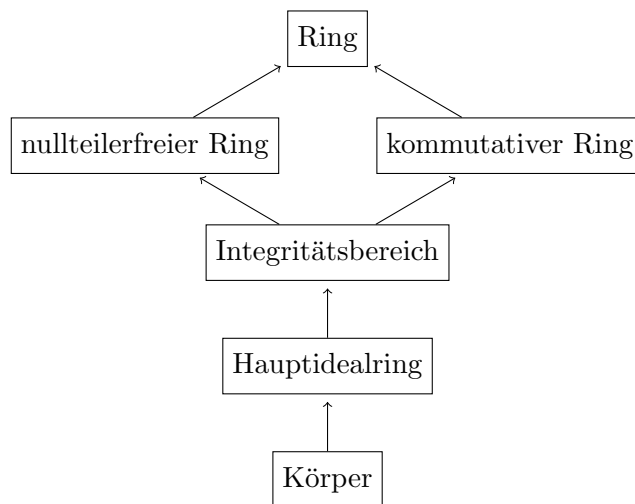 Ring
nullteilerfreier Ring
kommutativer Ring
Integritätsbereich
Hauptidealring
Körper